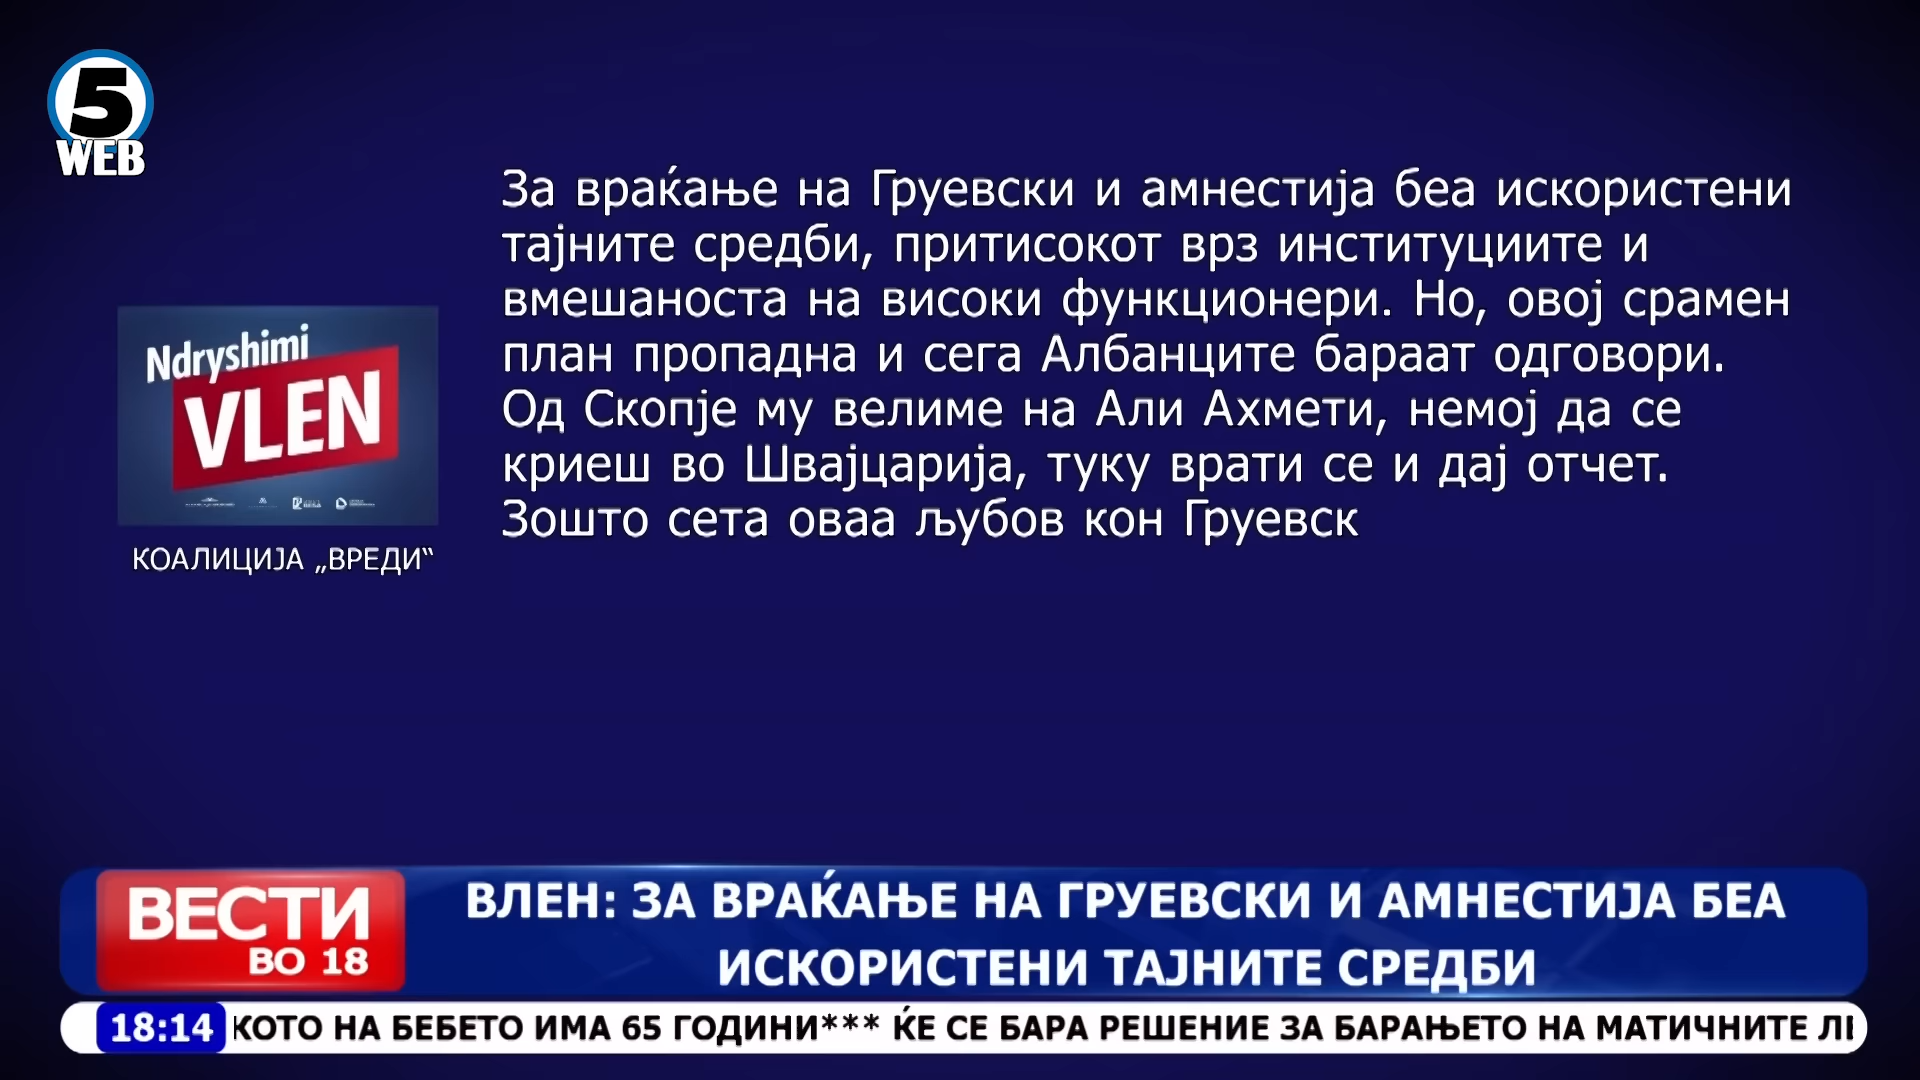 5
WEB
За враќање на Груевски и амнестија беа искористени
тајните средби, притисокот врз институциите и
вмешаноста на високи функционери. Но, овој срамен
план пропадна и сега Албанците бараат одговори.
Од Скопје му велиме на Али Ахмети, немој да се
криеш во Швајцарија, туку врати се и дај отчет.
Зошто сета оваа љубов кон Груевск
Ndryshimi
VLEN
КОАЛИЦИЈА „ВРЕДИ“
ВЕСТИ
ВО 18
ВЛЕН: ЗА ВРАЌАЊЕ НА ГРУЕВСКИ И АМНЕСТИЈА БЕА
ИСКОРИСТЕНИ ТАЈНИТЕ СРЕДБИ
18:14 КОТО НА БЕБЕТО ИМА 65 ГОДИНИ*** ЌЕ СЕ БАРА РЕШЕНИЕ ЗА БАРАЊЕТО НА МАТИЧНИТЕ